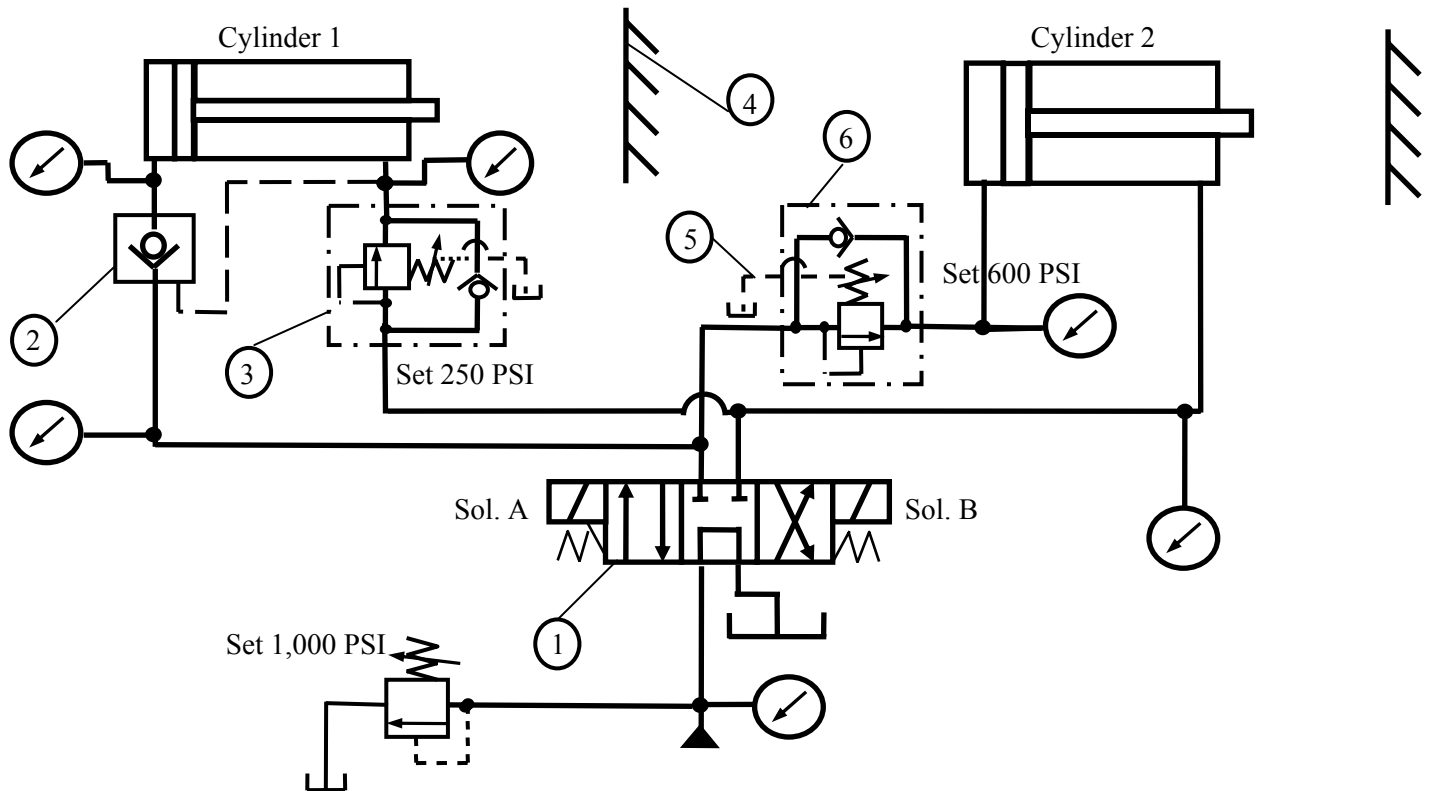 Cylinder 1
Cylinder 2
4
6
5
Set 600 PSI
2
3
Set 250 PSI
Sol. A
Sol. B
1
Set 1,000 PSI